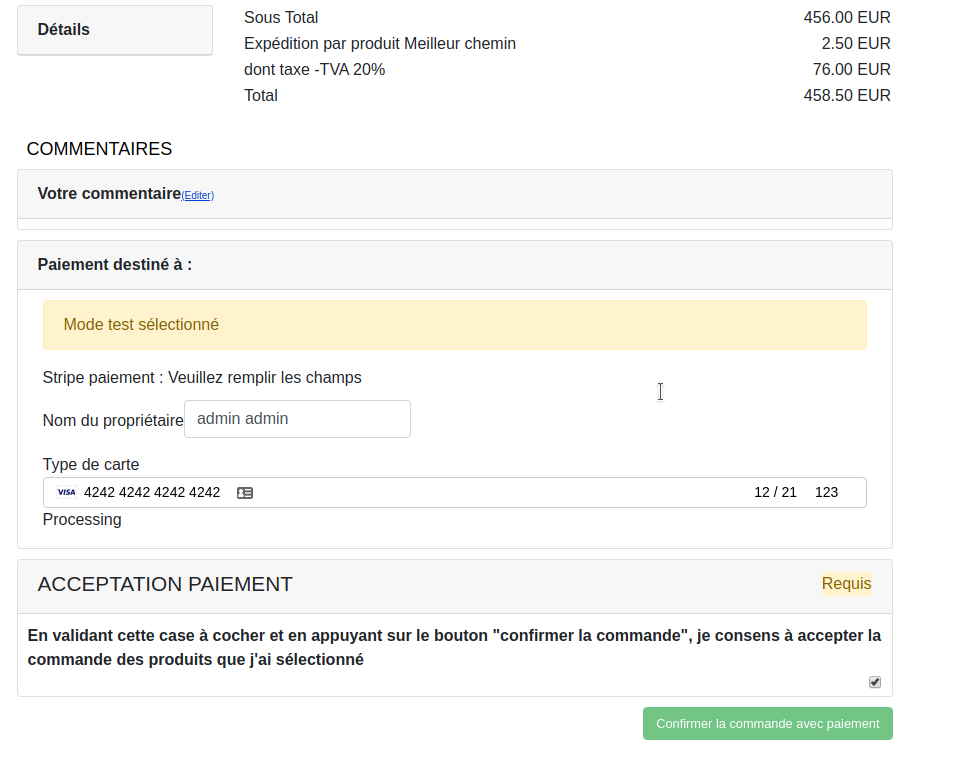 Détails
Sous Total 456.00 EUR
Expédition par produit Meilleur chemin 2.50 EUR
dont taxe -TVA 20% 76.00 EUR
Total 458.50 EUR
COMMENTAIRES
Votre commentaire(Editer)
Paiement destiné à :
Mode test sélectionné
Stripe paiement : Veuillez remplir les champs
Nom du propriétaire admin admin
Type de carte
VISA 4242 4242 4242 4242 12 / 21 123
Processing
ACCEPTATION PAIEMENT Requis
En validant cette case à cocher et en appuyant sur le bouton "confirmer la commande", je consens à accepter la
commande des produits que j'ai sélectionné
Confirmer la commande avec paiement